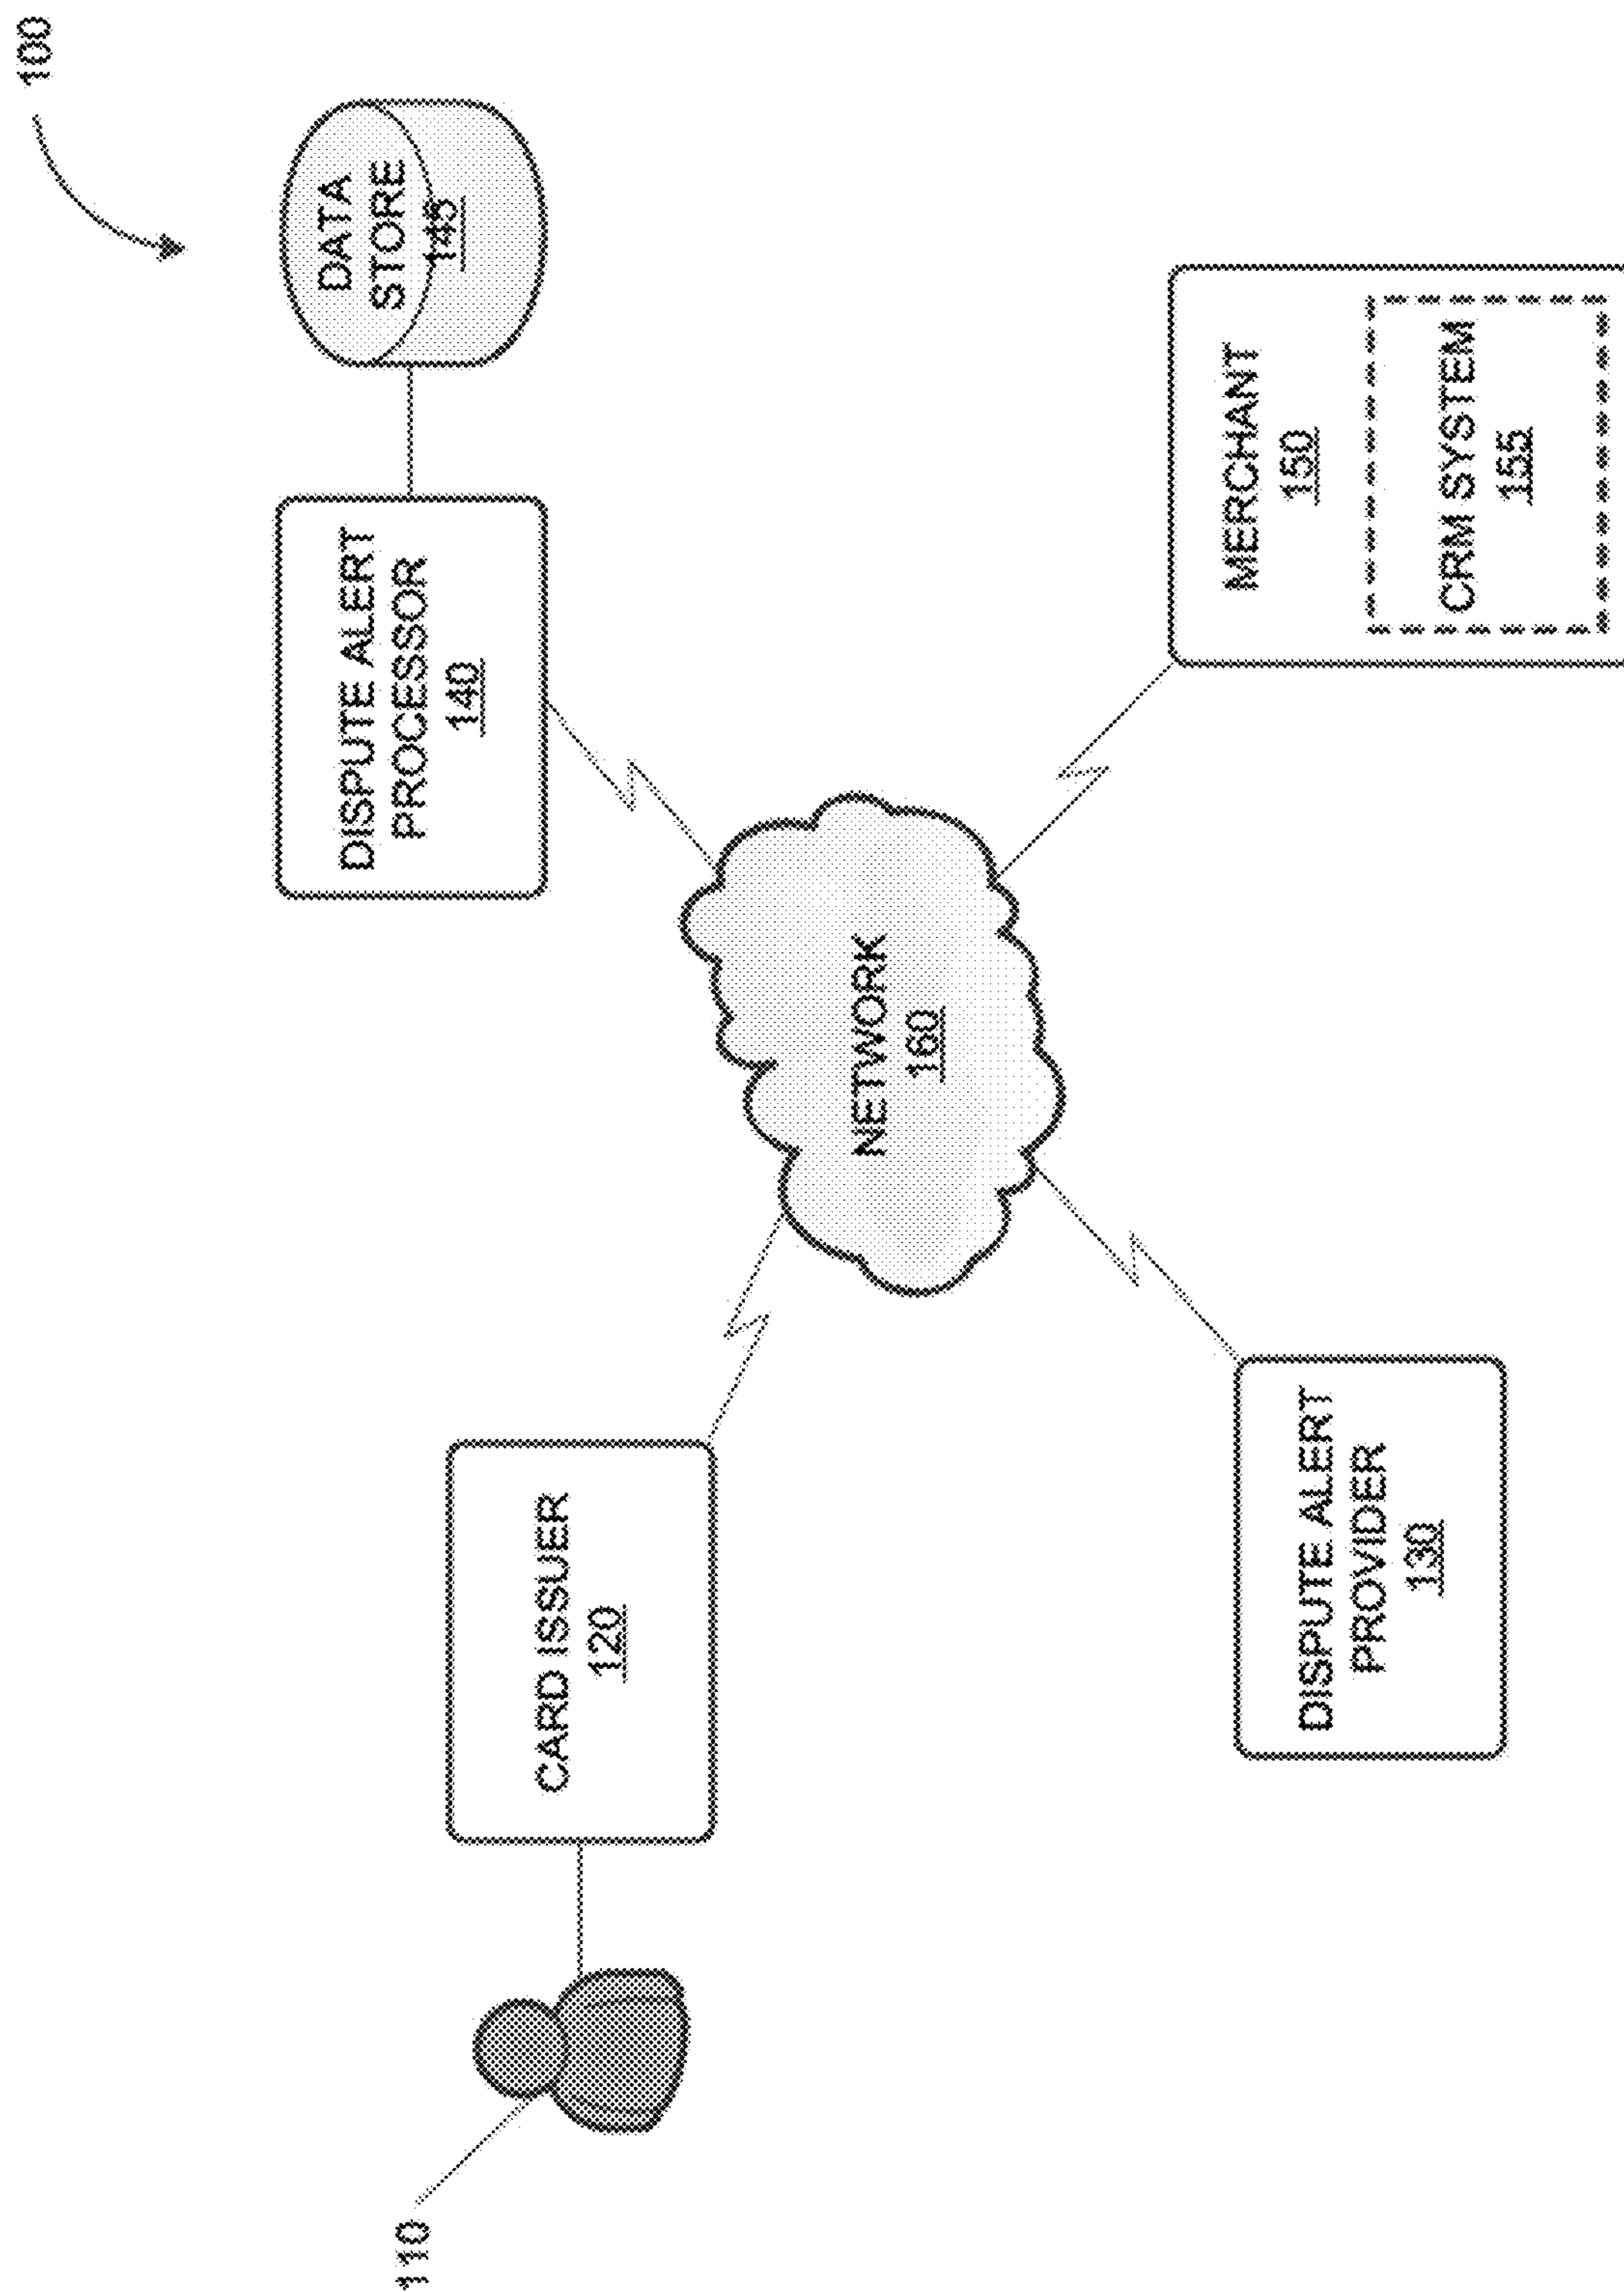 100
DATA
STORE
145
DISPUTE ALERT
PROCESSOR
140
110
CARD ISSUER
120
NETWORK
160
DISPUTE ALERT
PROVIDER
130
MERCHANT
150
CRM SYSTEM
155